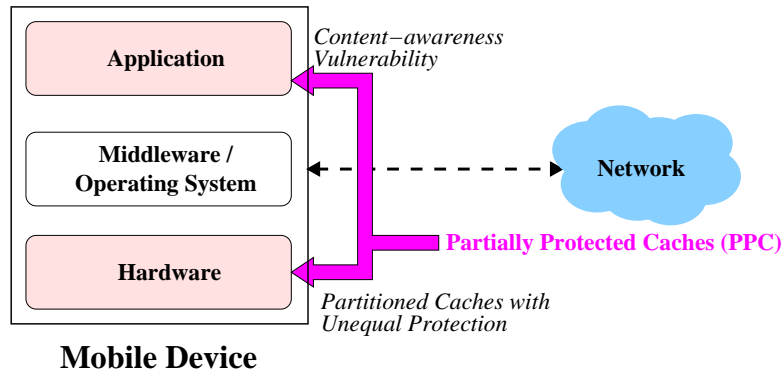 Content−awareness
Vulnerability
Application
Middleware /
Operating System
Network
Partially Protected Caches (PPC)
Hardware
Partitioned Caches with
Unequal Protection
Mobile Device